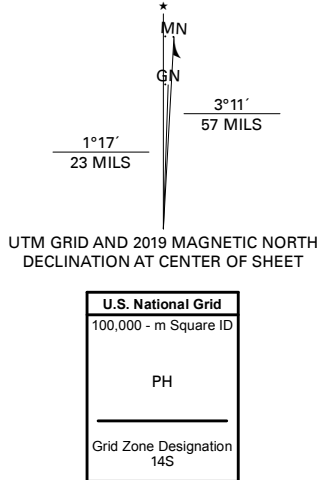 ★
MN
GN
3°11´
57 MILS
1°17´
23 MILS
UTM GRID AND 2019 MAGNETIC NORTH
DECLINATION AT CENTER OF SHEET
U.S. National Grid
100,000 - m Square ID
PH
Grid Zone Designation
14S